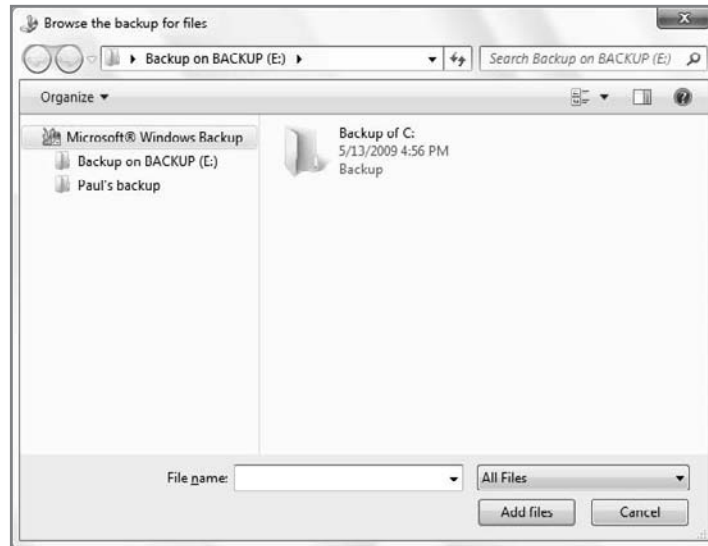 Browse the backup for files
Backup on BACKUP (E:)
Search Backup on BACKUP (E:)
Organize
Microsoft® Windows Backup
Backup on BACKUP (E:)
Paul's backup
Backup of C:
5/13/2009 4:56 PM
Backup
File name:
All Files
Add files
Cancel